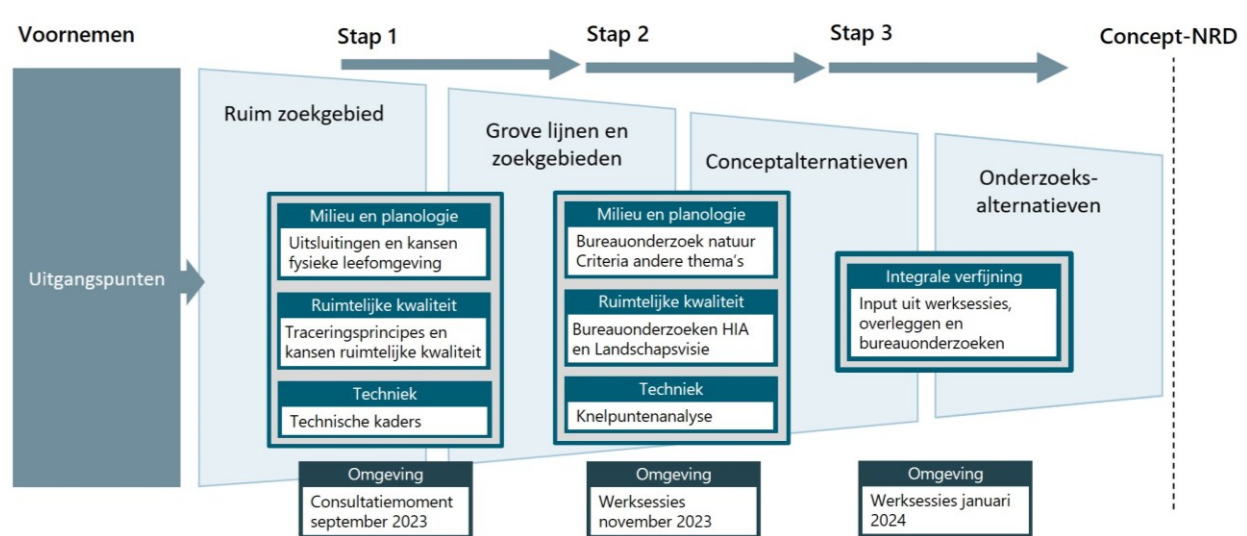 Voornemen
Stap 1
Stap 2
Stap 3
Concept-NRD
Uitgangspunten
Ruim zoekgebied
Grove lijnen en
zoekgebieden
Conceptalternatieven
Onderzoeks-
alternatieven
Milieu en planologie
Uitsluitingen en kansen
fysieke leefomgeving
Ruimtelijke kwaliteit
Traceringsprincipes en
kansen ruimtelijke kwaliteit
Techniek
Technische kaders
Milieu en planologie
Bureauonderzoek natuur
Criteria andere thema's
Ruimtelijke kwaliteit
Bureauonderzoeken HIA
en Landschapsvisie
Techniek
Knelpuntenanalyse
Integrale verfijning
Input uit werksessies,
overleggen en
bureauonderzoeken
Omgeving
Consultatiemoment
september 2023
Omgeving
Werksessies
november 2023
Omgeving
Werksessies januari
2024